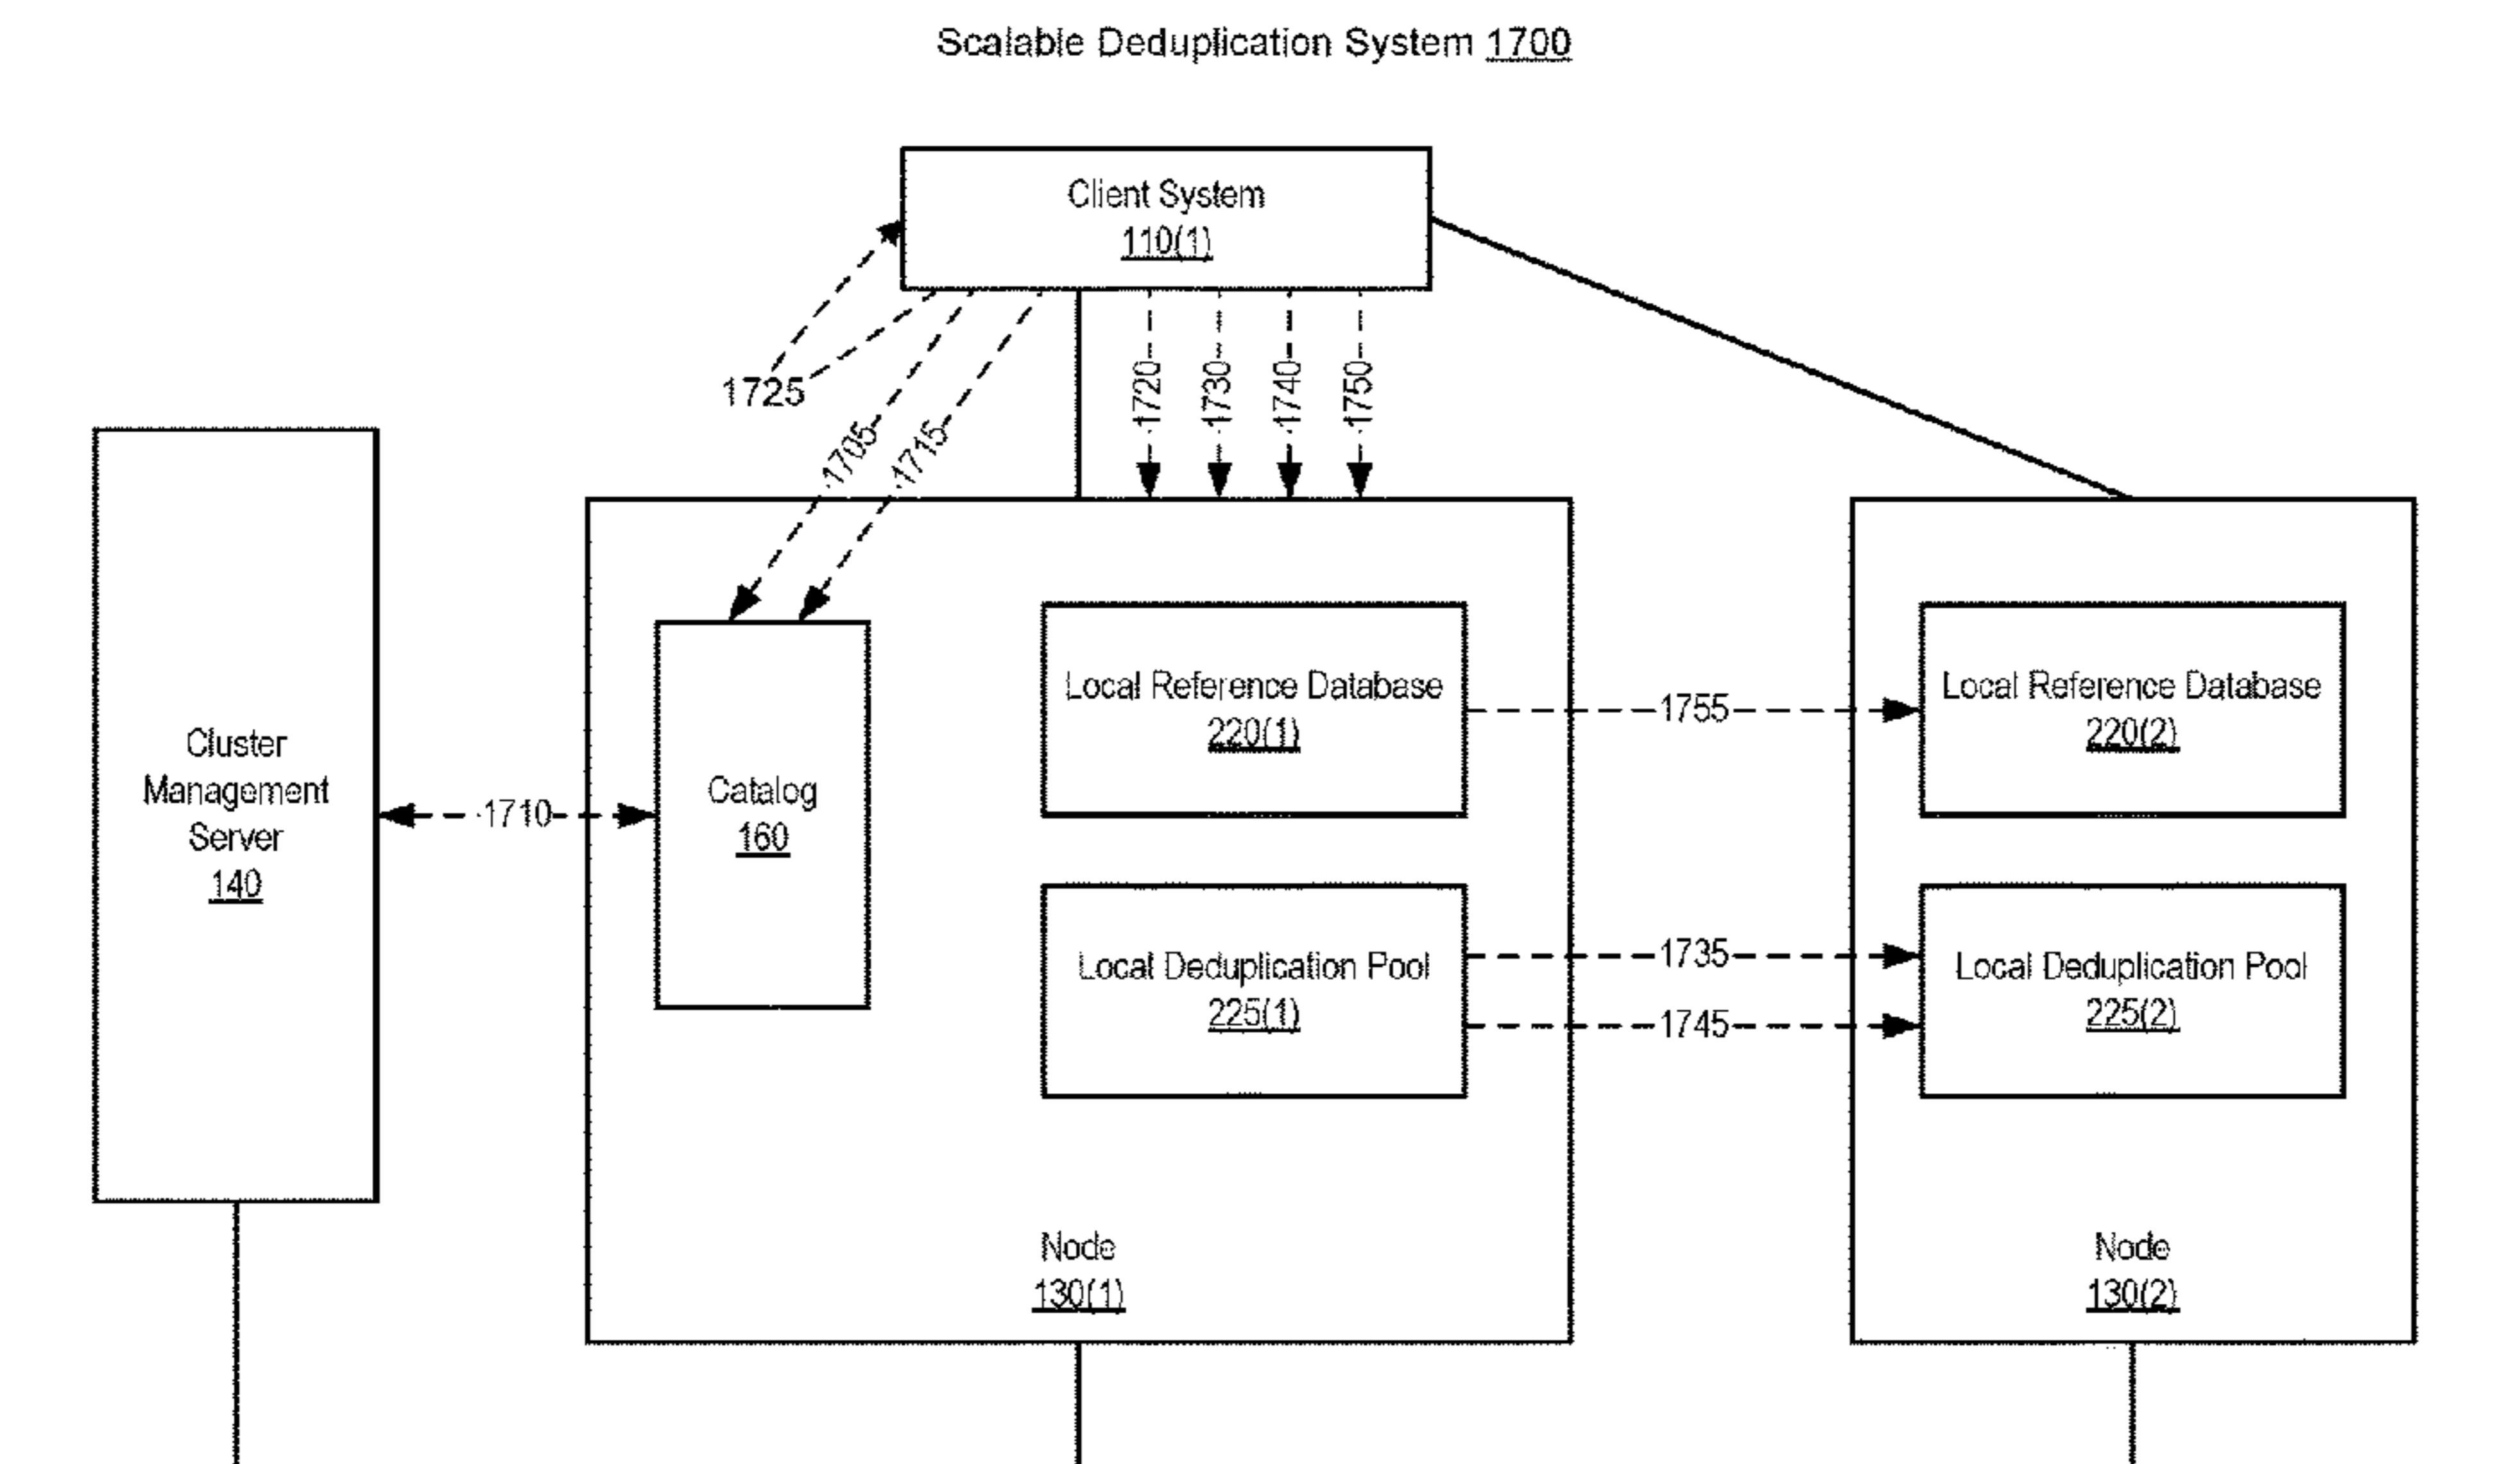 Scalable Deduplication System 1700
Client System
110(1)
1725
1705
1715
1720
1730
1740
1750
Cluster
Management
Server
140
1710
Catalog
160
Local Reference Database
220(1)
1755
Local Reference Database
220(2)
Local Deduplication Pool
225(1)
1735
1745
Local Deduplication Pool
225(2)
Node
130(1)
Node
130(2)